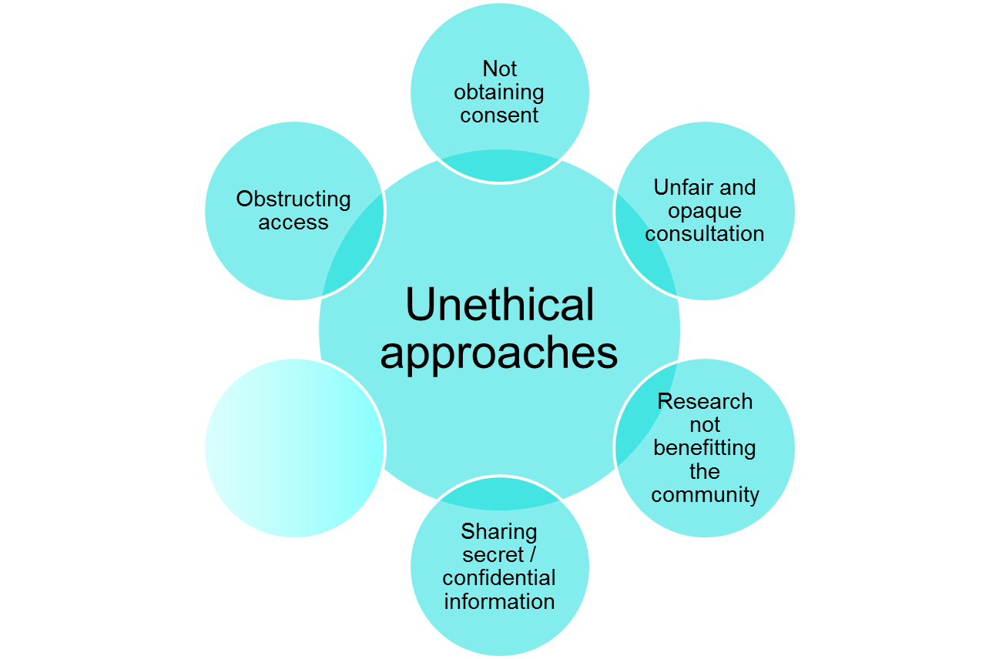 Not
obtaining
consent
Unfair and
opaque
consultation
Research
not
benefitting
the
community
Sharing
secret /
confidential
information
Obstructing
access
Unethical
approaches